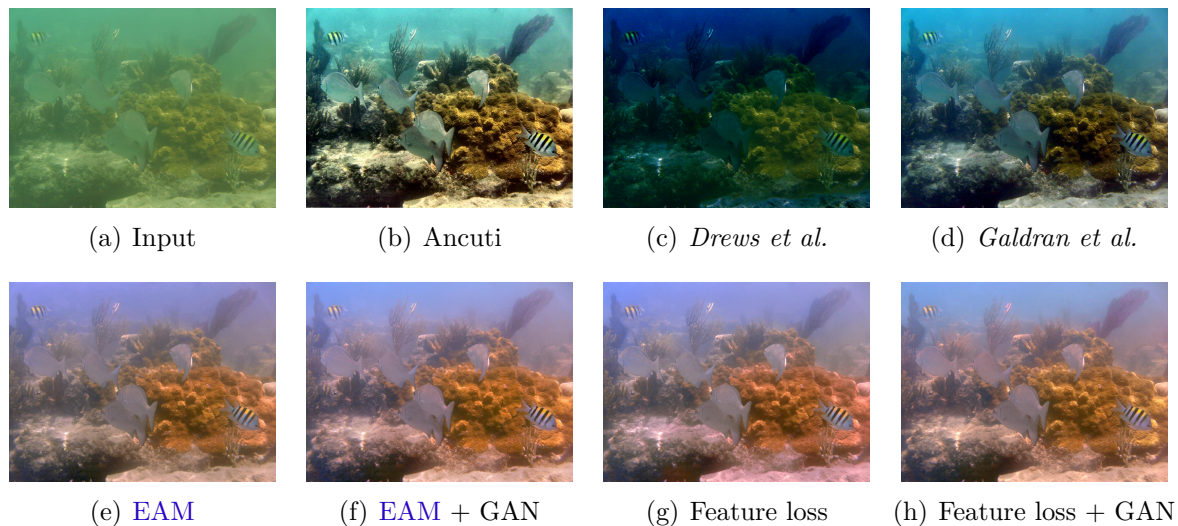 (a) Input
(b) Ancuti
(c) Drews et al.
(d) Galdran et al.
(e) EAM
(f) EAM + GAN
(g) Feature loss
(h) Feature loss + GAN